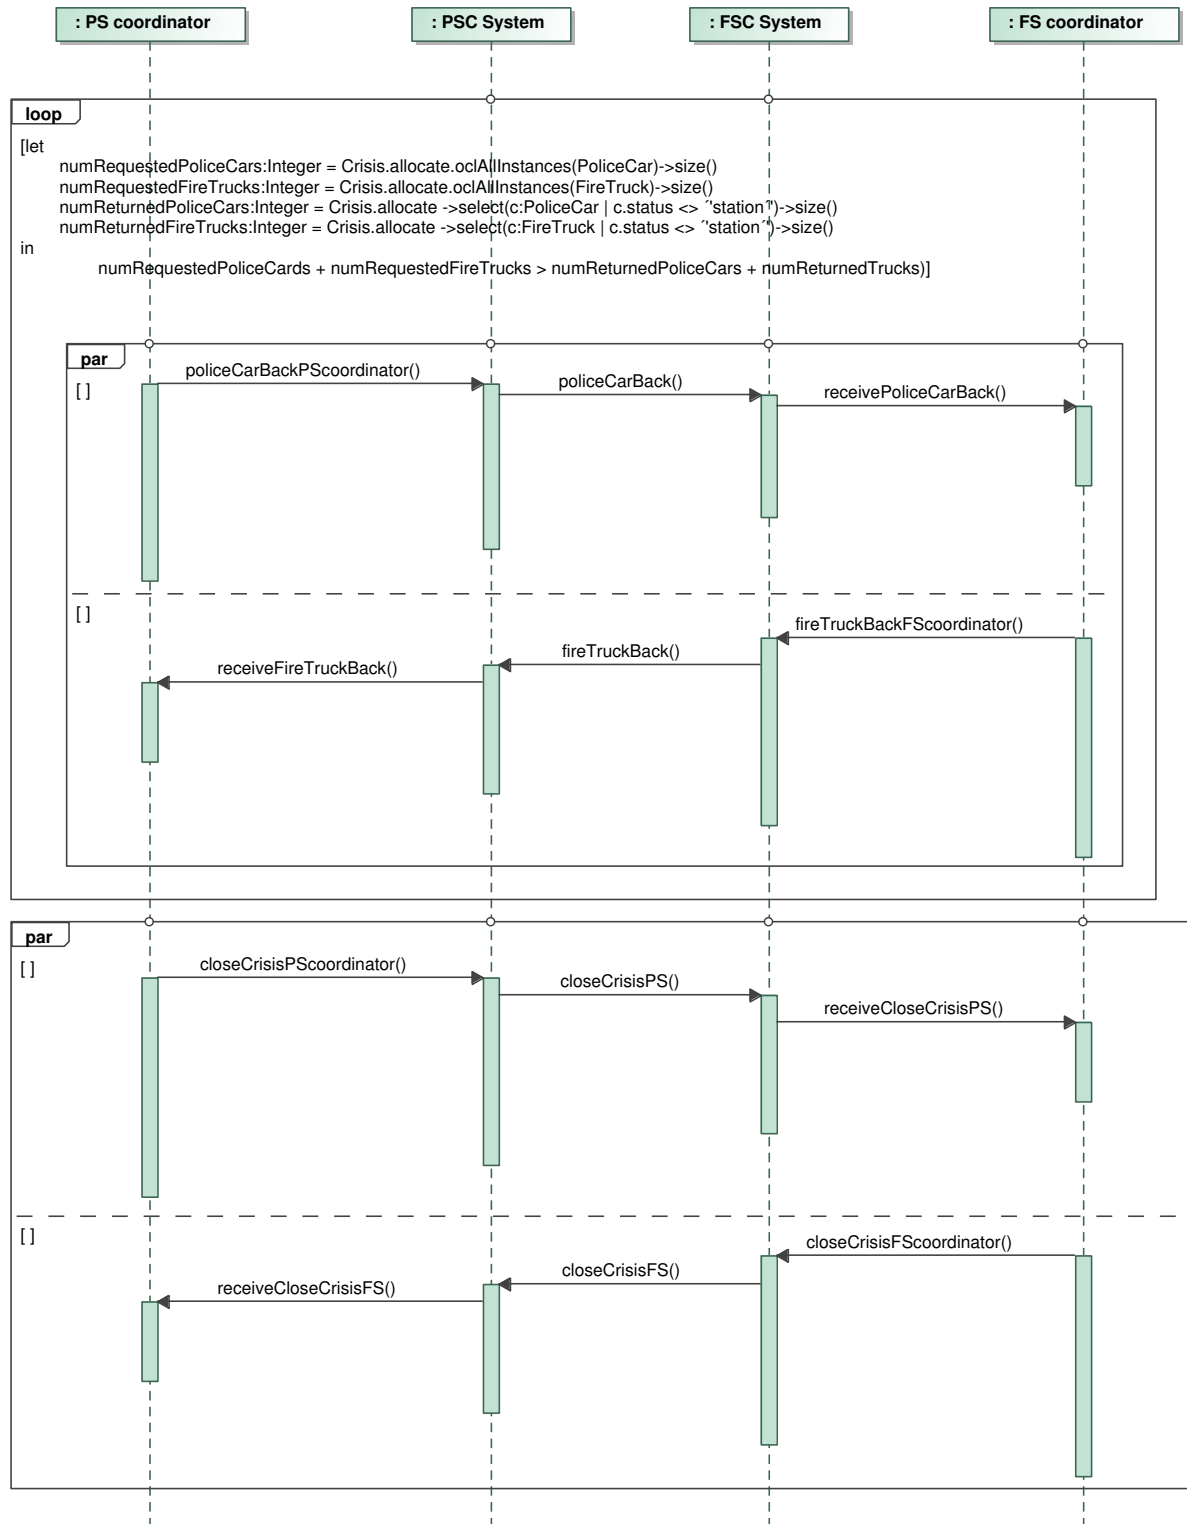 : PS coordinator
: PSC System
: FSC System
: FS coordinator
loop
[let
numRequestedPoliceCars:Integer = Crisis.allocate.oclAllInstances(PoliceCar)->size()
numRequestedFireTrucks:Integer = Crisis.allocate.oclAllInstances(FireTruck)->size()
numReturnedPoliceCars:Integer = Crisis.allocate ->select(c:PoliceCar | c.status <> ´'station´')->size()
numReturnedFireTrucks:Integer = Crisis.allocate ->select(c:FireTruck | c.status <> ´'station´')->size()
in
numRequestedPoliceCards + numRequestedFireTrucks > numReturnedPoliceCars + numReturnedTrucks)]
par
[ ]
policeCarBackPScoordinator()
policeCarBack()
receivePoliceCarBack()
[ ]
fireTruckBackFScoordinator()
fireTruckBack()
receiveFireTruckBack()
par
[ ]
closeCrisisPScoordinator()
closeCrisisPS()
receiveCloseCrisisPS()
[ ]
closeCrisisFScoordinator()
closeCrisisFS()
receiveCloseCrisisFS()